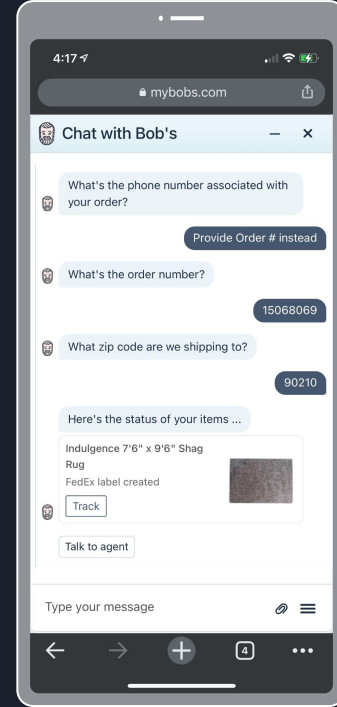 4:17
mybobs.com
Chat with Bob's
What's the phone number associated with
your order?
Provide Order # instead
What's the order number?
15068069
What zip code are we shipping to?
90210
Here's the status of your items ...
Indulgence 7'6" x 9'6" Shag
Rug
FedEx label created
Track
Talk to agent
Type your message
4